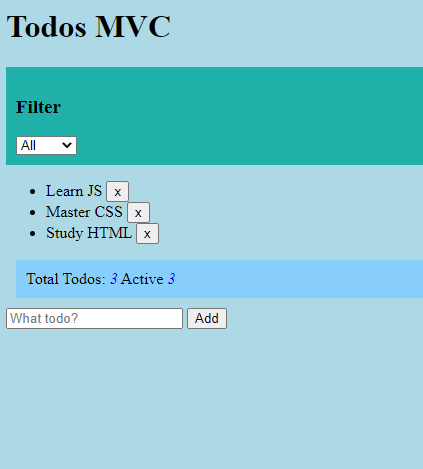 Todos MVC
Filter
All
Learn JS x
Master CSS x
Study HTML x
Total Todos: 3 Active 3
What todo? Add